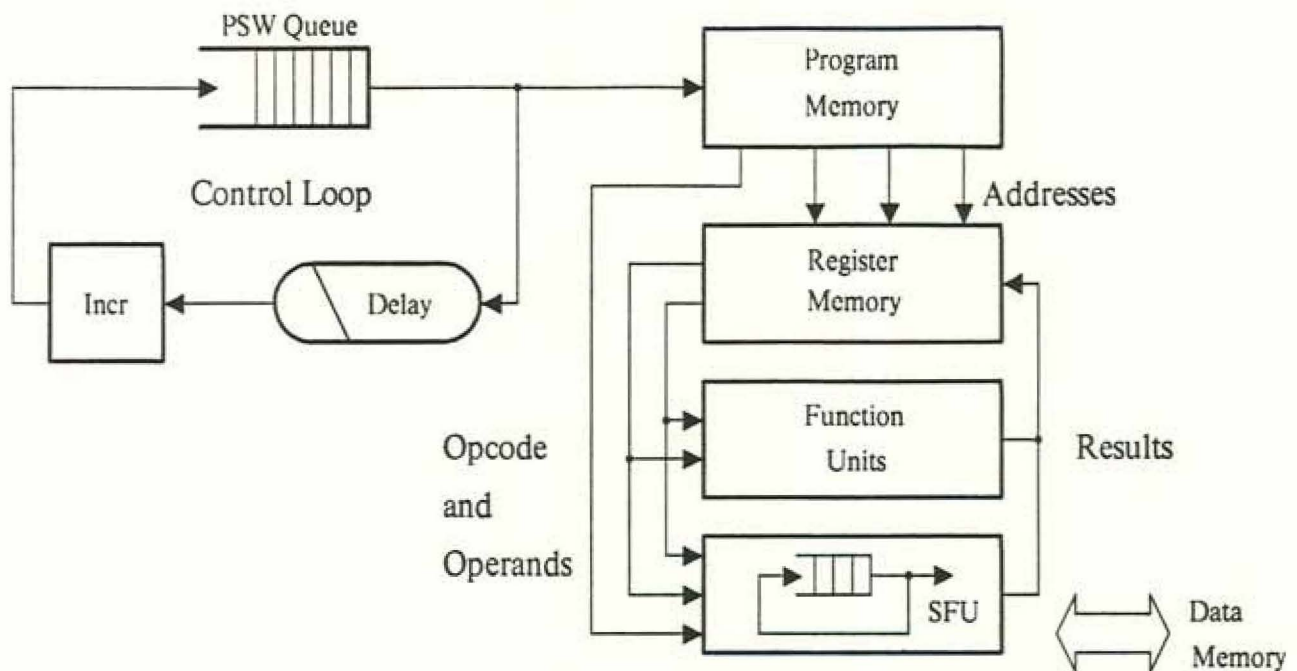 PSW Queue
Program
Memory
Control Loop
Addresses
Register
Memory
Incr
Delay
Function
Units
Opcode
and
Operands
Results
SFU
Data
Memory